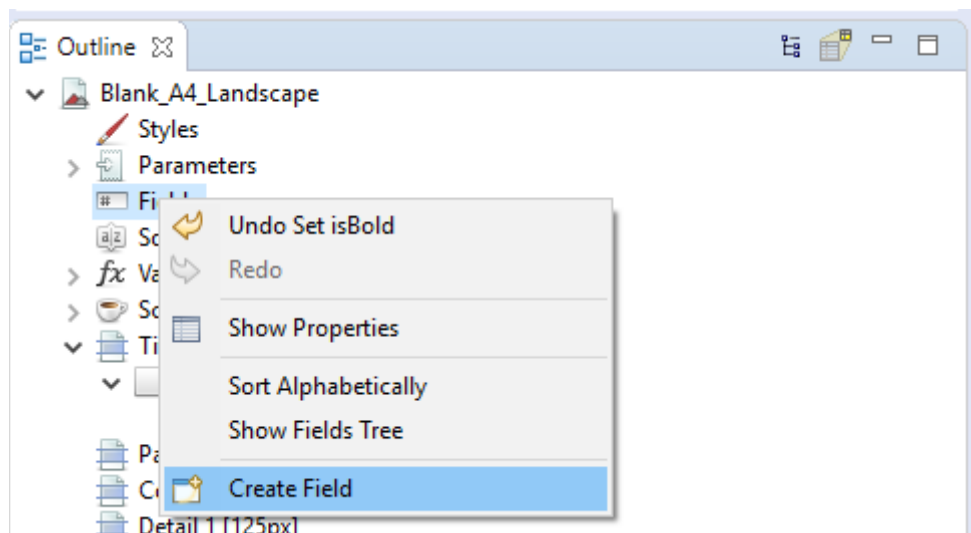 Outline
Blank_A4_Landscape
Styles
Parameters
Undo Set isBold
Redo
Show Properties
Sort Alphabetically
Show Fields Tree
Create Field
Detail 1 [125px]